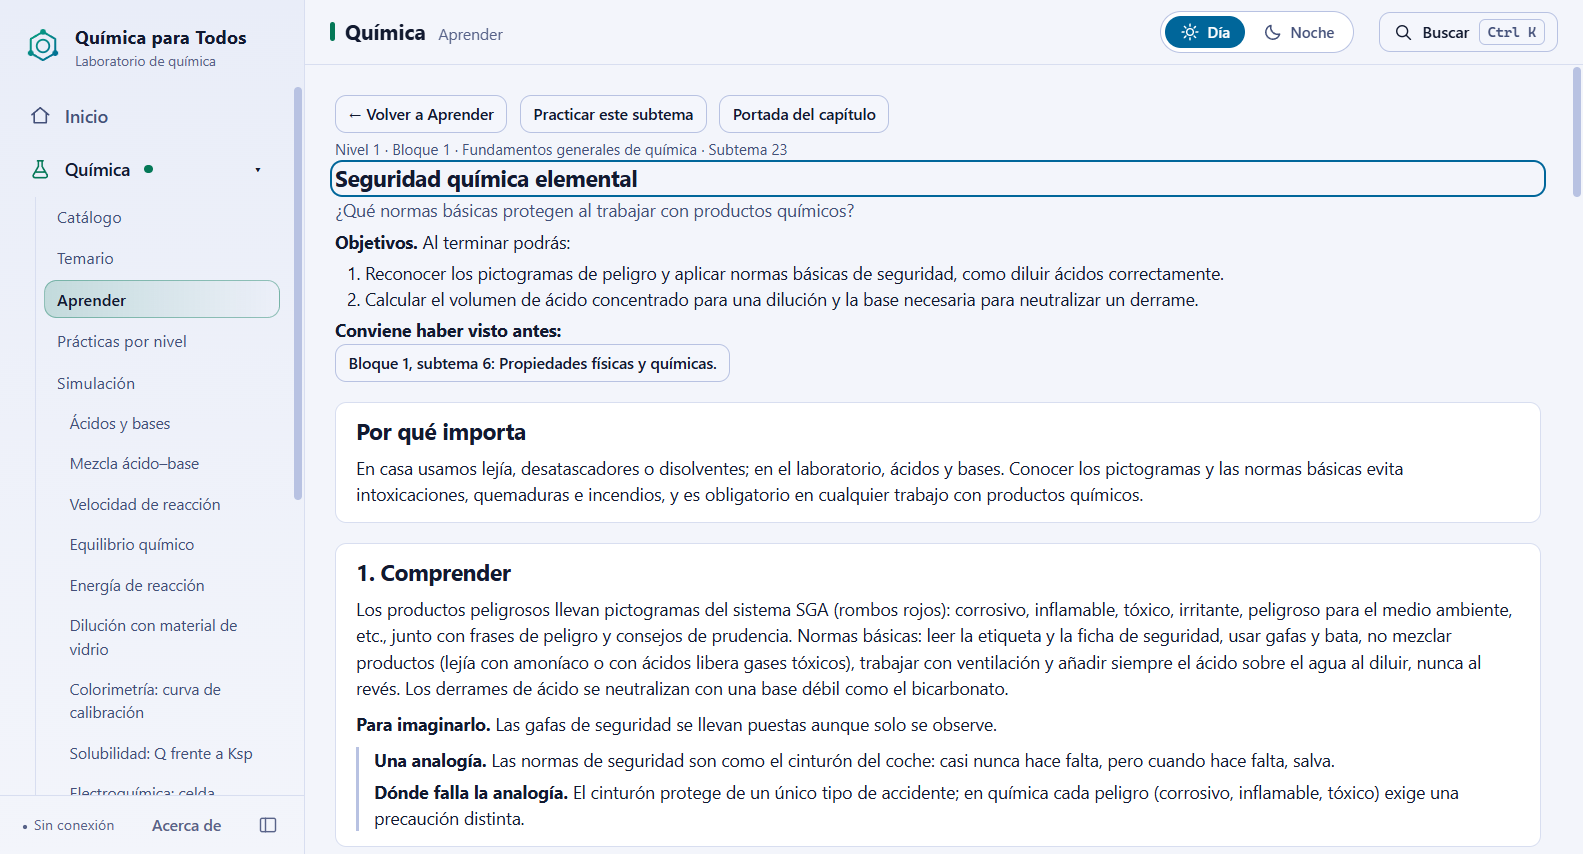 Química para Todos
Laboratorio de química
Inicio
Química
Catálogo
Temario
Aprender
Prácticas por nivel
Simulación
Ácidos y bases
Mezcla ácido–base
Velocidad de reacción
Equilibrio químico
Energía de reacción
Dilución con material de
vidrio
Colorimetría: curva de
calibración
Solubilidad: Q frente a Ksp
Electroquímica: celda
Sin conexión
Acerca de
Química Aprender
Día
Noche
Buscar Ctrl K
← Volver a Aprender
Practicar este subtema
Portada del capítulo
Nivel 1 · Bloque 1 · Fundamentos generales de química · Subtema 23
Seguridad química elemental
¿Qué normas básicas protegen al trabajar con productos químicos?
Objetivos. Al terminar podrás:
1. Reconocer los pictogramas de peligro y aplicar normas básicas de seguridad, como diluir ácidos correctamente.
2. Calcular el volumen de ácido concentrado para una dilución y la base necesaria para neutralizar un derrame.
Conviene haber visto antes:
Bloque 1, subtema 6: Propiedades físicas y químicas.
Por qué importa
En casa usamos lejía, desatascadores o disolventes; en el laboratorio, ácidos y bases. Conocer los pictogramas y las normas básicas evita
intoxicaciones, quemaduras e incendios, y es obligatorio en cualquier trabajo con productos químicos.
1. Comprender
Los productos peligrosos llevan pictogramas del sistema SGA (rombos rojos): corrosivo, inflamable, tóxico, irritante, peligroso para el medio ambiente,
etc., junto con frases de peligro y consejos de prudencia. Normas básicas: leer la etiqueta y la ficha de seguridad, usar gafas y bata, no mezclar
productos (lejía con amoníaco o con ácidos libera gases tóxicos), trabajar con ventilación y añadir siempre el ácido sobre el agua al diluir, nunca al
revés. Los derrames de ácido se neutralizan con una base débil como el bicarbonato.
Para imaginarlo. Las gafas de seguridad se llevan puestas aunque solo se observe.
Una analogía. Las normas de seguridad son como el cinturón del coche: casi nunca hace falta, pero cuando hace falta, salva.
Dónde falla la analogía. El cinturón protege de un único tipo de accidente; en química cada peligro (corrosivo, inflamable, tóxico) exige una
precaución distinta.